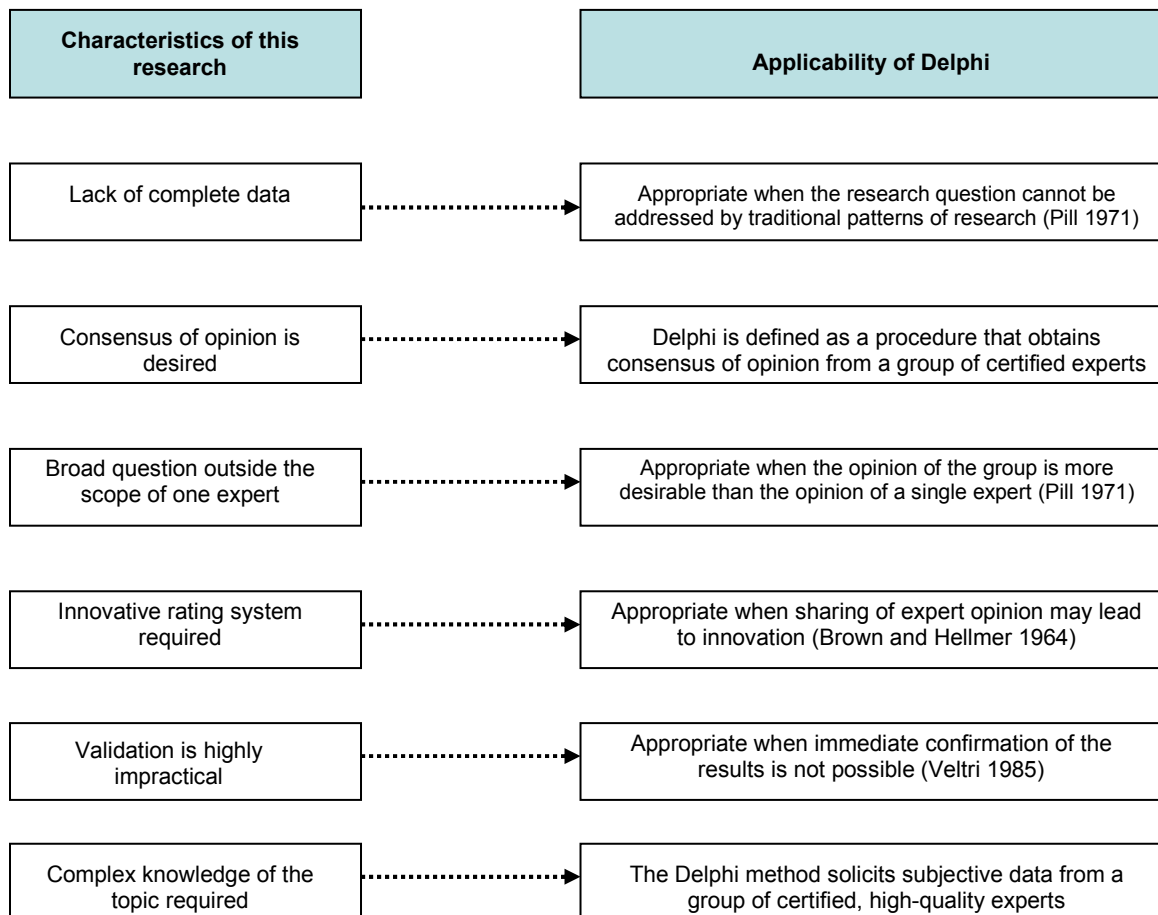 Characteristics of this
research
Applicability of Delphi
Lack of complete data
Appropriate when the research question cannot be
addressed by traditional patterns of research (Pill 1971)
Consensus of opinion is
desired
Delphi is defined as a procedure that obtains
consensus of opinion from a group of certified experts
Broad question outside the
scope of one expert
Appropriate when the opinion of the group is more
desirable than the opinion of a single expert (Pill 1971)
Innovative rating system
required
Appropriate when sharing of expert opinion may lead
to innovation (Brown and Hellmer 1964)
Validation is highly
impractical
Appropriate when immediate confirmation of the
results is not possible (Veltri 1985)
Complex knowledge of the
topic required
The Delphi method solicits subjective data from a
group of certified, high-quality experts